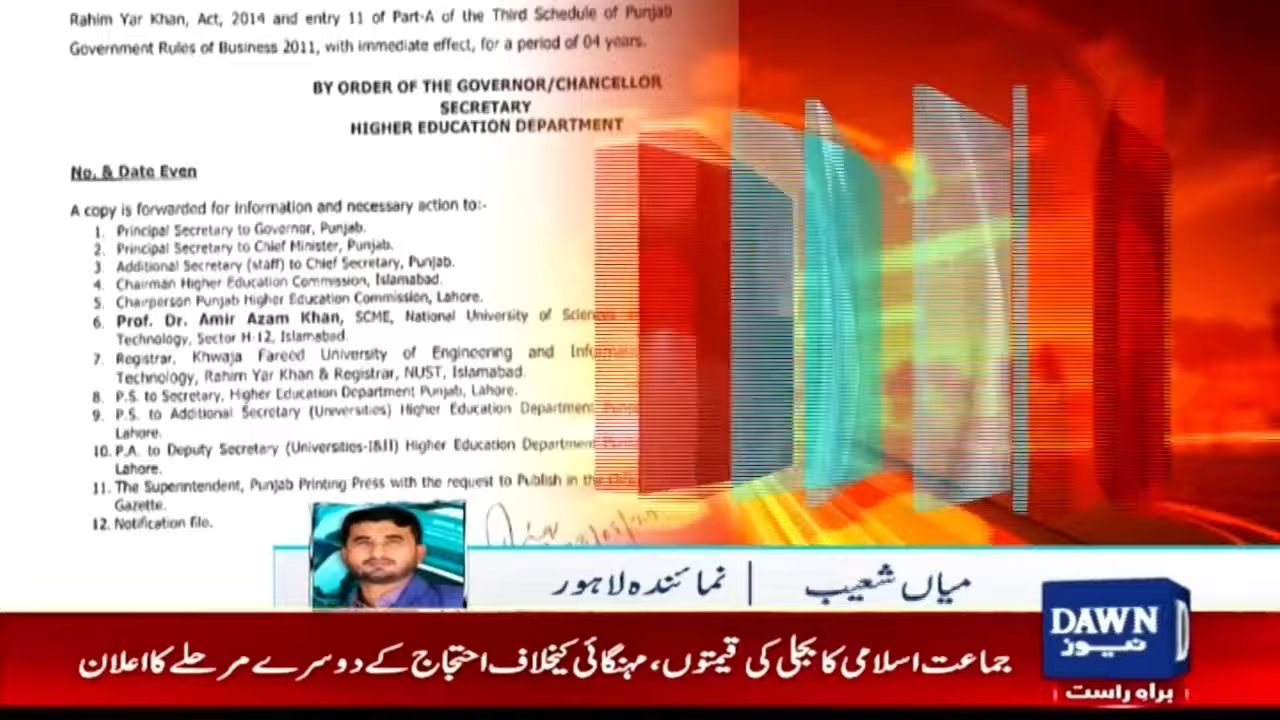 Rahim Yar Khan, Act, 2014 and entry 11 of Part-A of the Third Schedule of Punjab
Government Rules of Business 2011, with immediate effect, for a period of 04 years.
BY ORDER OF THE GOVERNOR/CHANCELLOR
SECRETARY
HIGHER EDUCATION DEPARTMENT
No. & Date Even
A copy is forwarded for information and necessary action to:-
1. Principal Secretary to Governor, Punjab.
2. Principal Secretary to Chief Minister, Punjab.
3. Additional Secretary (staff) to Chief Secretary, Punjab.
4. Chairman Higher Education Commission, Islamabad.
5. Chairperson Punjab Higher Education Commission, Lahore.
6. Prof. Dr. Amir Azam Khan, SCME, National University of Sciences
Technology, Sector H-12, Islamabad.
7. Registrar, Khwaja Fareed University of Engineering and
Technology, Rahim Yar Khan & Registrar, NUST, Islamabad.
8. P.S. to Secretary, Higher Education Department Punjab, Lahore.
9. P.S. to Additional Secretary (Universities) Higher Education Department
Lahore.
10. P.A. to Deputy Secretary (Universities-I&II) Higher Education Department
Lahore.
11. The Superintendent, Punjab Printing Press with the request to Publish in the
Gazette.
12. Notification file.
میاں شعیب | نمائندہ لاہور
جماعت اسلامی کا بجلی کی قیمتوں، مہنگائی کیخلاف احتجاج کے دوسرے مرحلے کا اعلان
DAWN
نیوز
براہ راست